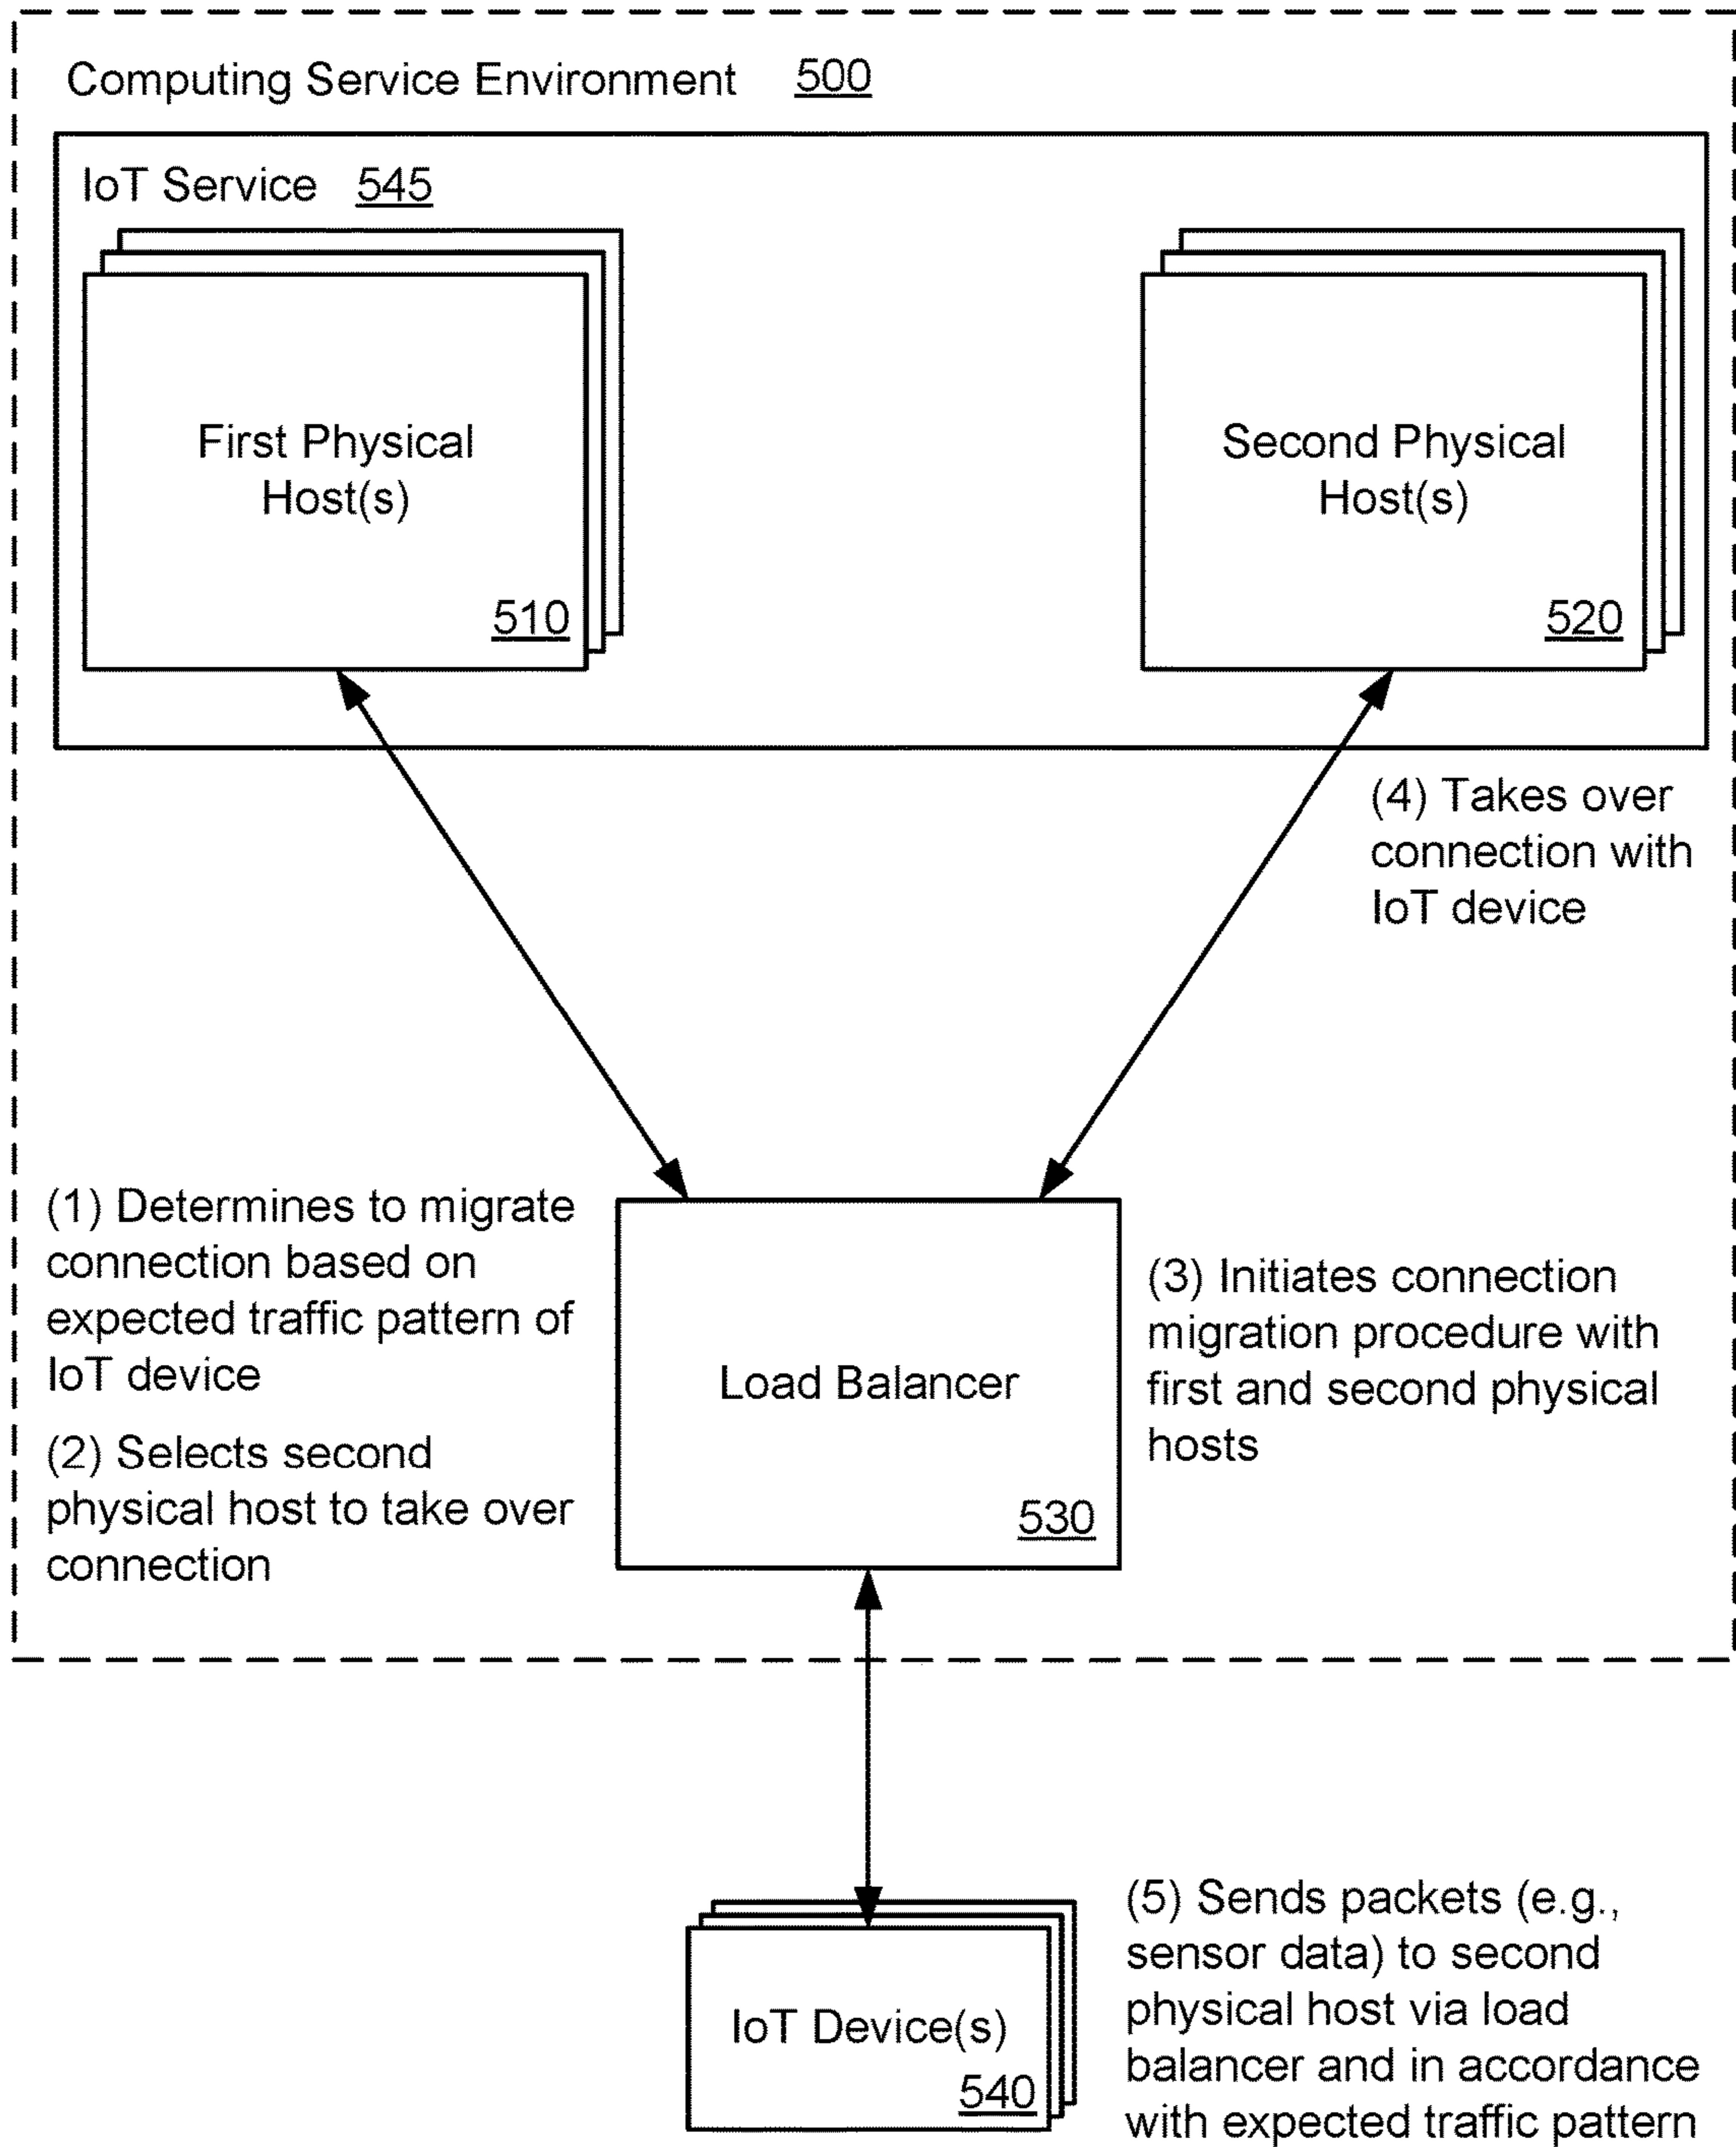 Computing Service Environment 500
IoT Service 545
First Physical
Host(s)
510
Second Physical
Host(s)
520
(4) Takes over
connection with
IoT device
(1) Determines to migrate
connection based on
expected traffic pattern of
IoT device
(2) Selects second
physical host to take over
connection
Load Balancer
530
(3) Initiates connection
migration procedure with
first and second physical
hosts
IoT Device(s)
540
(5) Sends packets (e.g.,
sensor data) to second
physical host via load
balancer and in accordance
with expected traffic pattern